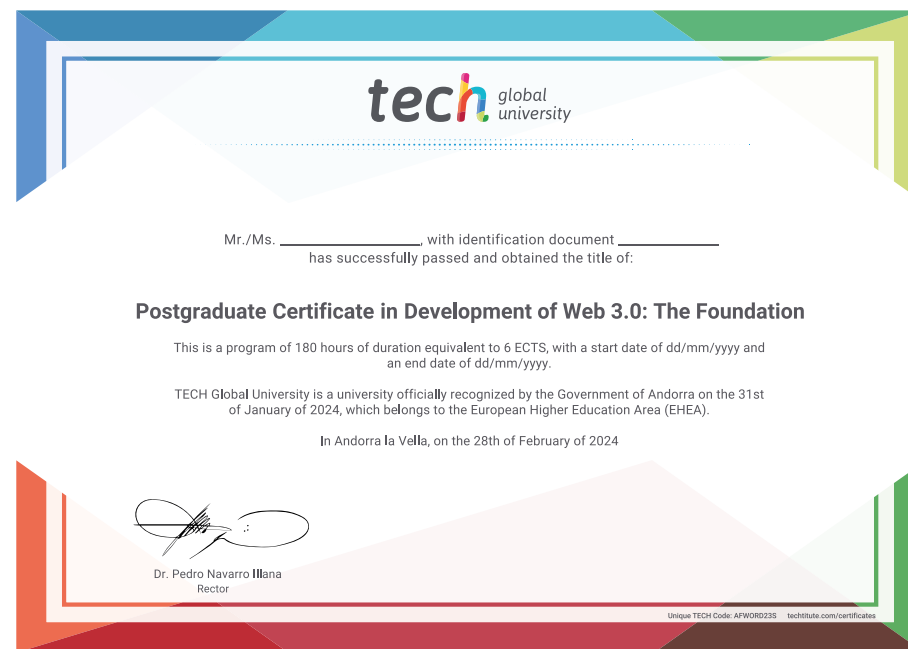 tech global
university
Mr./Ms. ____________, with identification document ____________
has successfully passed and obtained the title of:
Postgraduate Certificate in Development of Web 3.0: The Foundation
This is a program of 180 hours of duration equivalent to 6 ECTS, with a start date of dd/mm/yyyy and
an end date of dd/mm/yyyy.
TECH Global University is a university officially recognized by the Government of Andorra on the 31st
of January of 2024, which belongs to the European Higher Education Area (EHEA).
In Andorra la Vella, on the 28th of February of 2024
Dr. Pedro Navarro Illana
Rector
Unique TECH Code: AFWORD23S techtitute.com/certificates